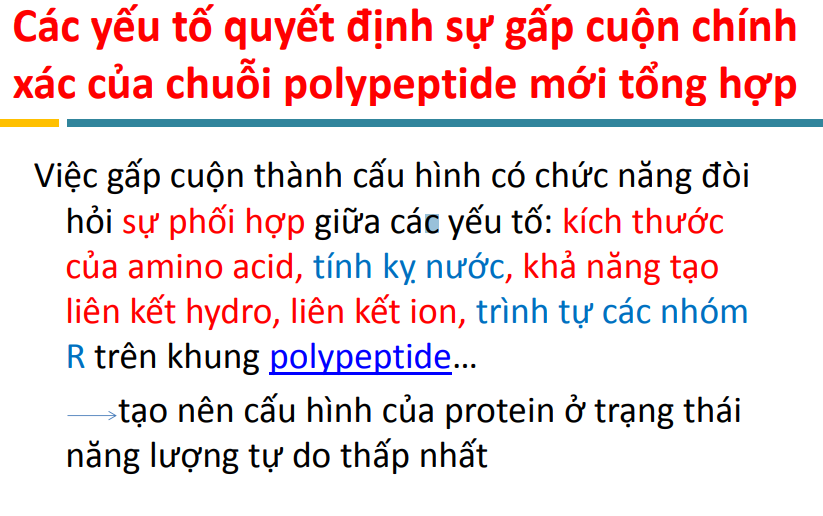 Các yếu tố quyết định sự gấp cuộn chính
xác của chuỗi polypeptide mới tổng hợp
Việc gấp cuộn thành cấu hình có chức năng đòi
hỏi sự phối hợp giữa các yếu tố: kích thước
của amino acid, tính kỵ nước, khả năng tạo
liên kết hydro, liên kết ion, trình tự các nhóm
R trên khung polypeptide...
tạo nên cấu hình của protein ở trạng thái
năng lượng tự do thấp nhất